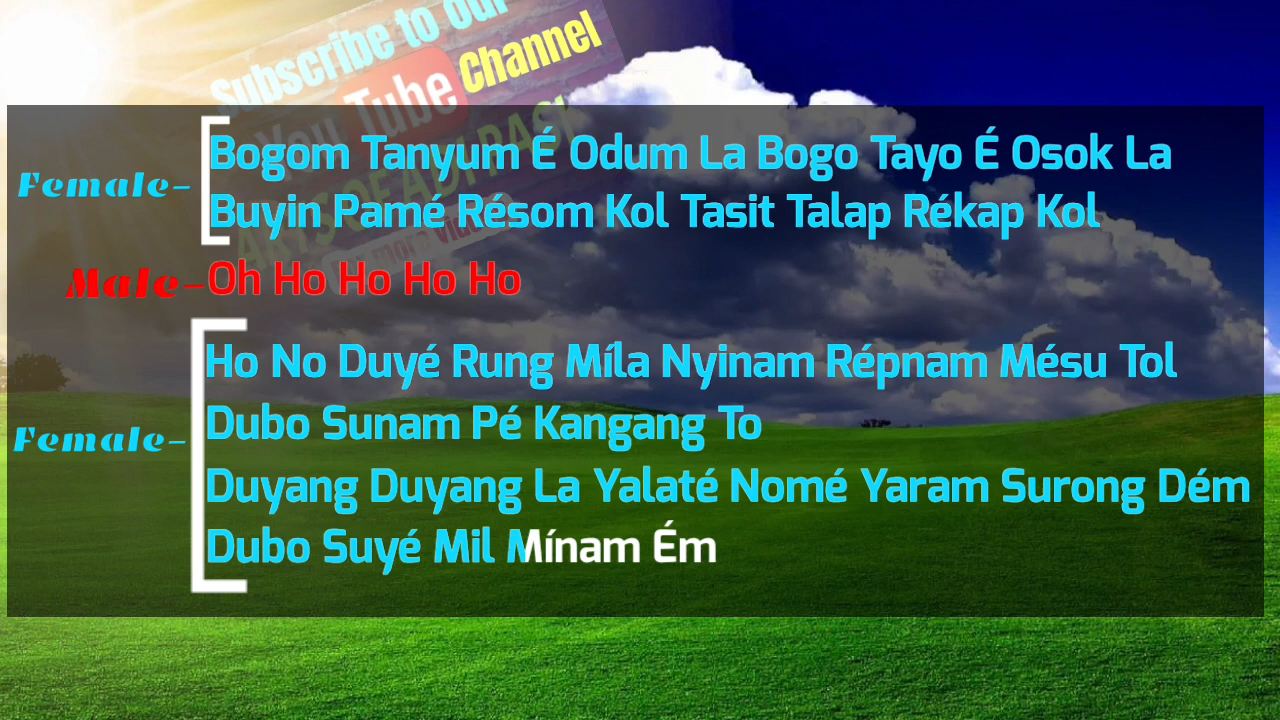 Subscribe to our
You Tube Channel
Female-
Bogom Tanyum É Odum La Bogo Tayo É Osok La
Buyin Pamé Résom Kol Tasit Talap Rékap Kol
Male-Oh Ho Ho Ho Ho
Female-
Ho No Duyé Rung Míla Nyinam Répnam Mésu Tol
Dubo Sunam Pé Kangang To
Duyang Duyang La Yalaté Nomé Yaram Surong Dém
Dubo Suyé Mil Mínam Ém